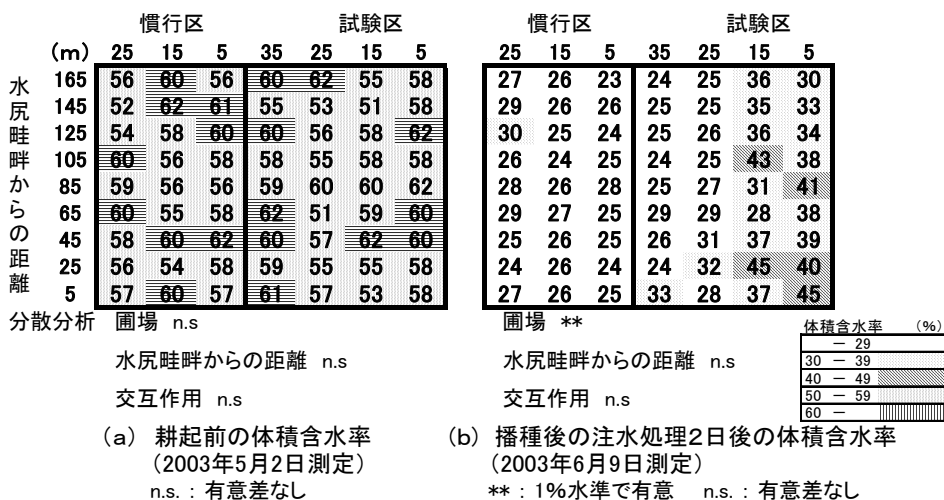 慣行区 試験区 慣行区 試験区
(m) 25 15 5 35 25 15 5 25 15 5 35 25 15 5
水尻畦畔からの距離
165 56 60 56 60 62 55 58 27 26 23 24 25 36 30
145 52 62 61 55 53 51 58 29 26 26 25 25 35 33
125 54 58 60 60 56 58 62 30 25 24 25 26 36 34
105 60 56 58 58 55 58 58 26 24 25 24 25 43 38
85 59 56 56 59 60 60 62 28 26 28 25 27 31 41
65 60 55 58 62 51 59 60 29 27 25 29 29 28 38
45 58 60 62 60 57 62 60 25 25 25 26 31 37 39
25 56 54 58 59 55 55 58 24 26 24 24 32 45 40
5 57 60 57 61 57 53 58 27 26 25 33 28 37 45
分散分析 圃場 n.s 圃場 **
水尻畦畔からの距離 n.s 水尻畦畔からの距離 n.s
交互作用 n.s 交互作用 n.s
体積含水率 (%)
− 29
30 − 39
40 − 49
50 − 59
60 −
(a) 耕起前の体積含水率 (b) 播種後の注水処理2日後の体積含水率
(2003年5月2日測定) (2003年6月9日測定)
n.s. : 有意差なし ** : 1%水準で有意 n.s. : 有意差なし